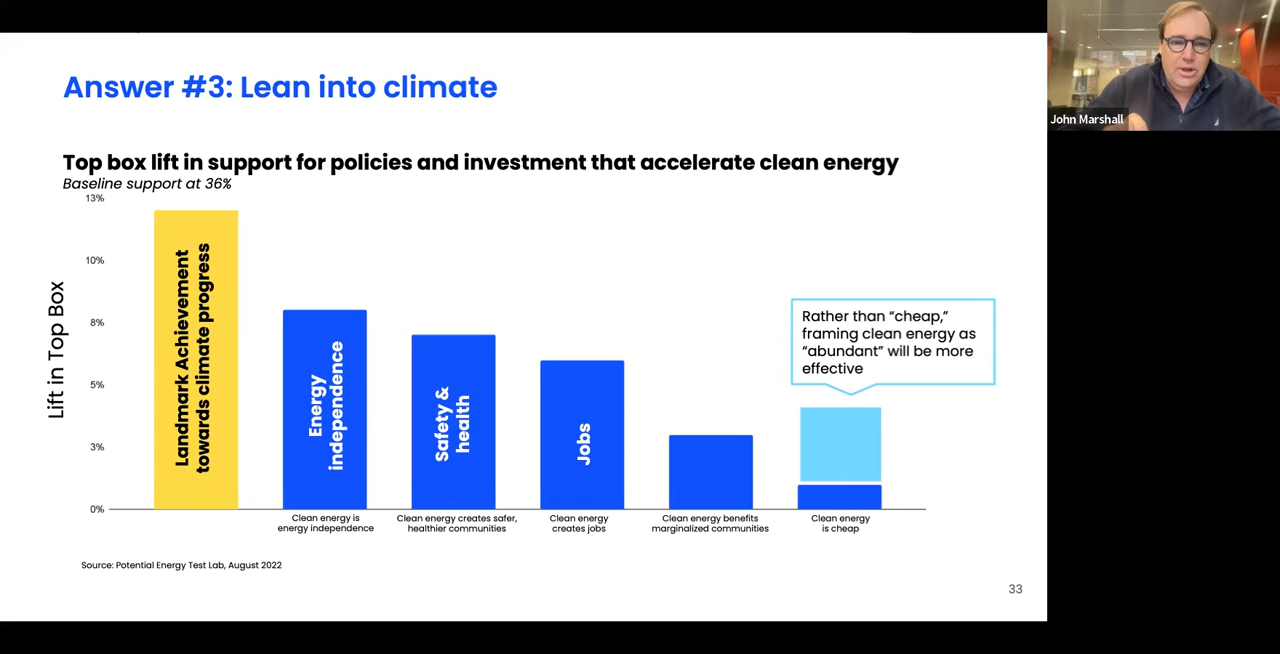 Answer #3: Lean into climate
John Marshall
Top box lift in support for policies and investment that accelerate clean energy
Baseline support at 36%
13%
10%
8%
5%
3%
0%
Lift in Top Box
Landmark Achievement
towards climate progress
Energy
independence
Safety &
health
Jobs
Rather than “cheap,”
framing clean energy as
“abundant” will be more
effective
Clean energy is
energy independence
Clean energy creates safer,
healthier communities
Clean energy
creates jobs
Clean energy benefits
marginalized communities
Clean energy
is cheap
Source: Potential Energy Test Lab, August 2022
33